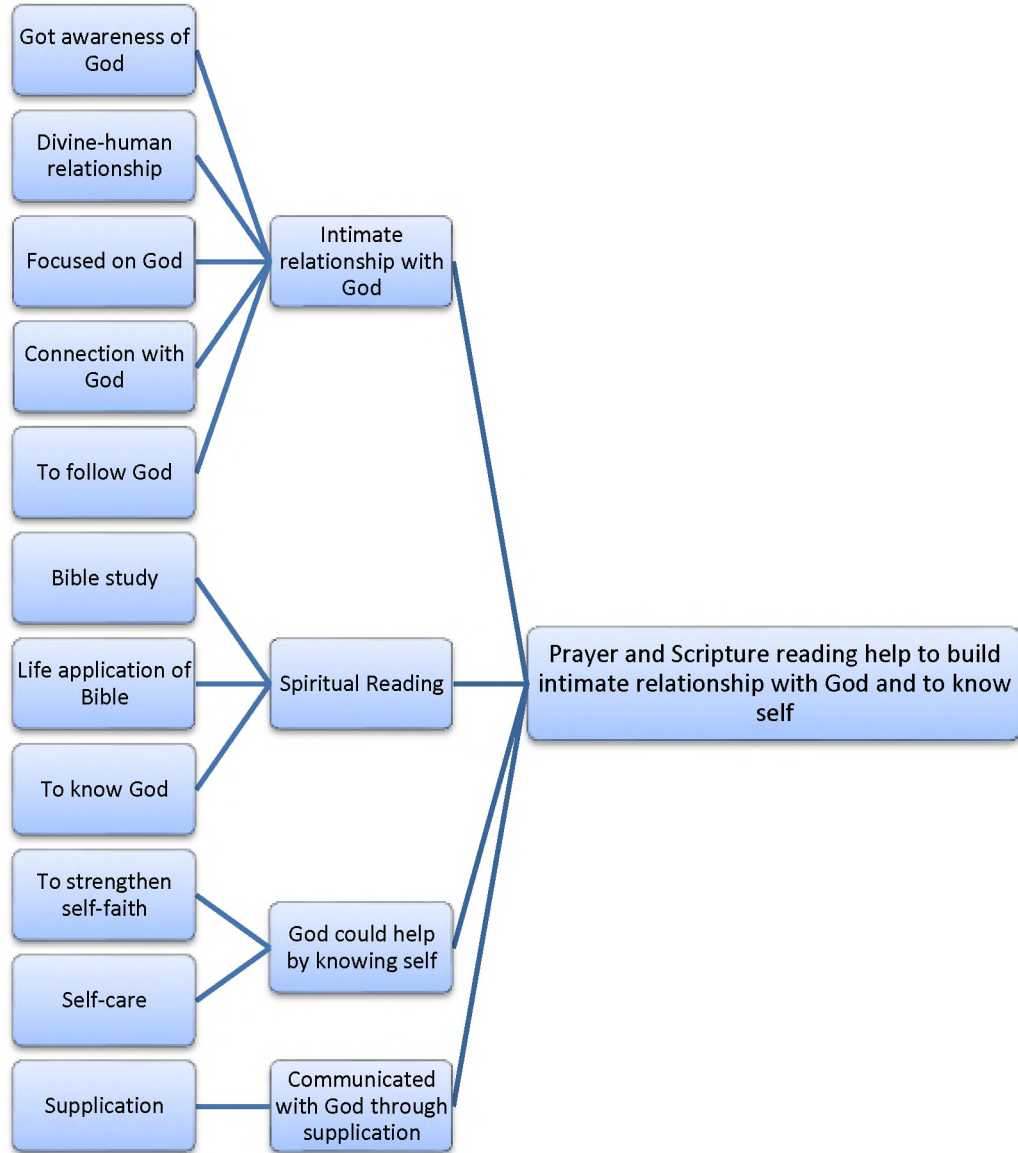 Got awareness of
God
Divine-human
relationship
Focused on God
Connection with
God
To follow God
Bible study
Life application of
Bible
To know God
To strengthen
self-faith
Self-care
Supplication
Intimate
relationship with
God
Spiritual Reading
God could help
by knowing self
Communicated
with God through
supplication
Prayer and Scripture reading help to build
intimate relationship with God and to know
self